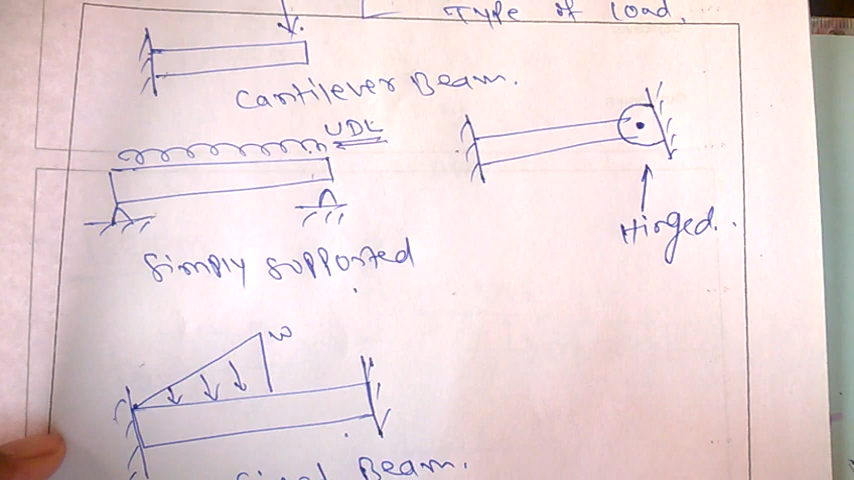 Type of load.
Cantilever Beam.
UDL
Hinged..
Simply supported
w
Beam.